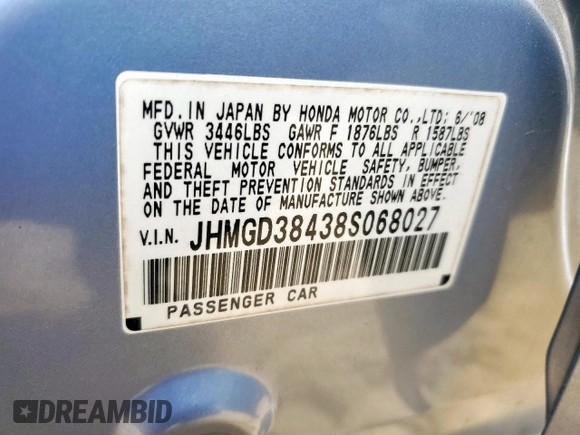 MFD. IN JAPAN BY HONDA MOTOR CO.,LTD; 6/'08
GVWR 3446LBS GAWR F 1876LBS R 1587LBS
THIS VEHICLE CONFORMS TO ALL APPLICABLE
FEDERAL MOTOR VEHICLE SAFETY, BUMPER,
AND THEFT PREVENTION STANDARDS IN EFFECT
ON THE DATE OF MANUFACTURE SHOWN ABOVE.
V.I.N. JHMGD38438S068027
PASSENGER CAR
DREAMBID